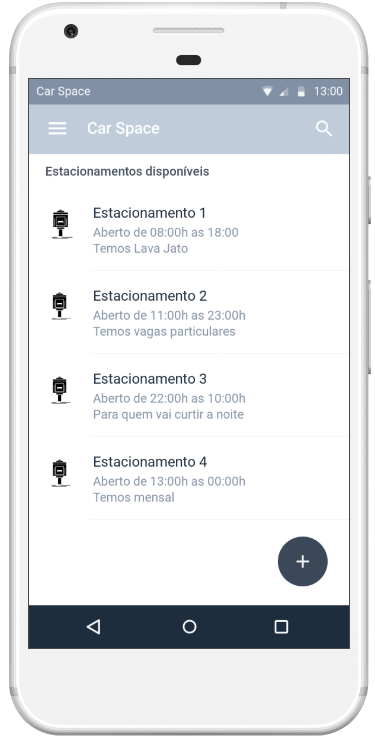 Car Space
13:00
Car Space
Estacionamentos disponíveis
Estacionamento 1
Aberto de 08:00h as 18:00
Temos Lava Jato
Estacionamento 2
Aberto de 11:00h as 23:00h
Temos vagas particulares
Estacionamento 3
Aberto de 22:00h as 10:00h
Para quem vai curtir a noite
Estacionamento 4
Aberto de 13:00h as 00:00h
Temos mensal
+